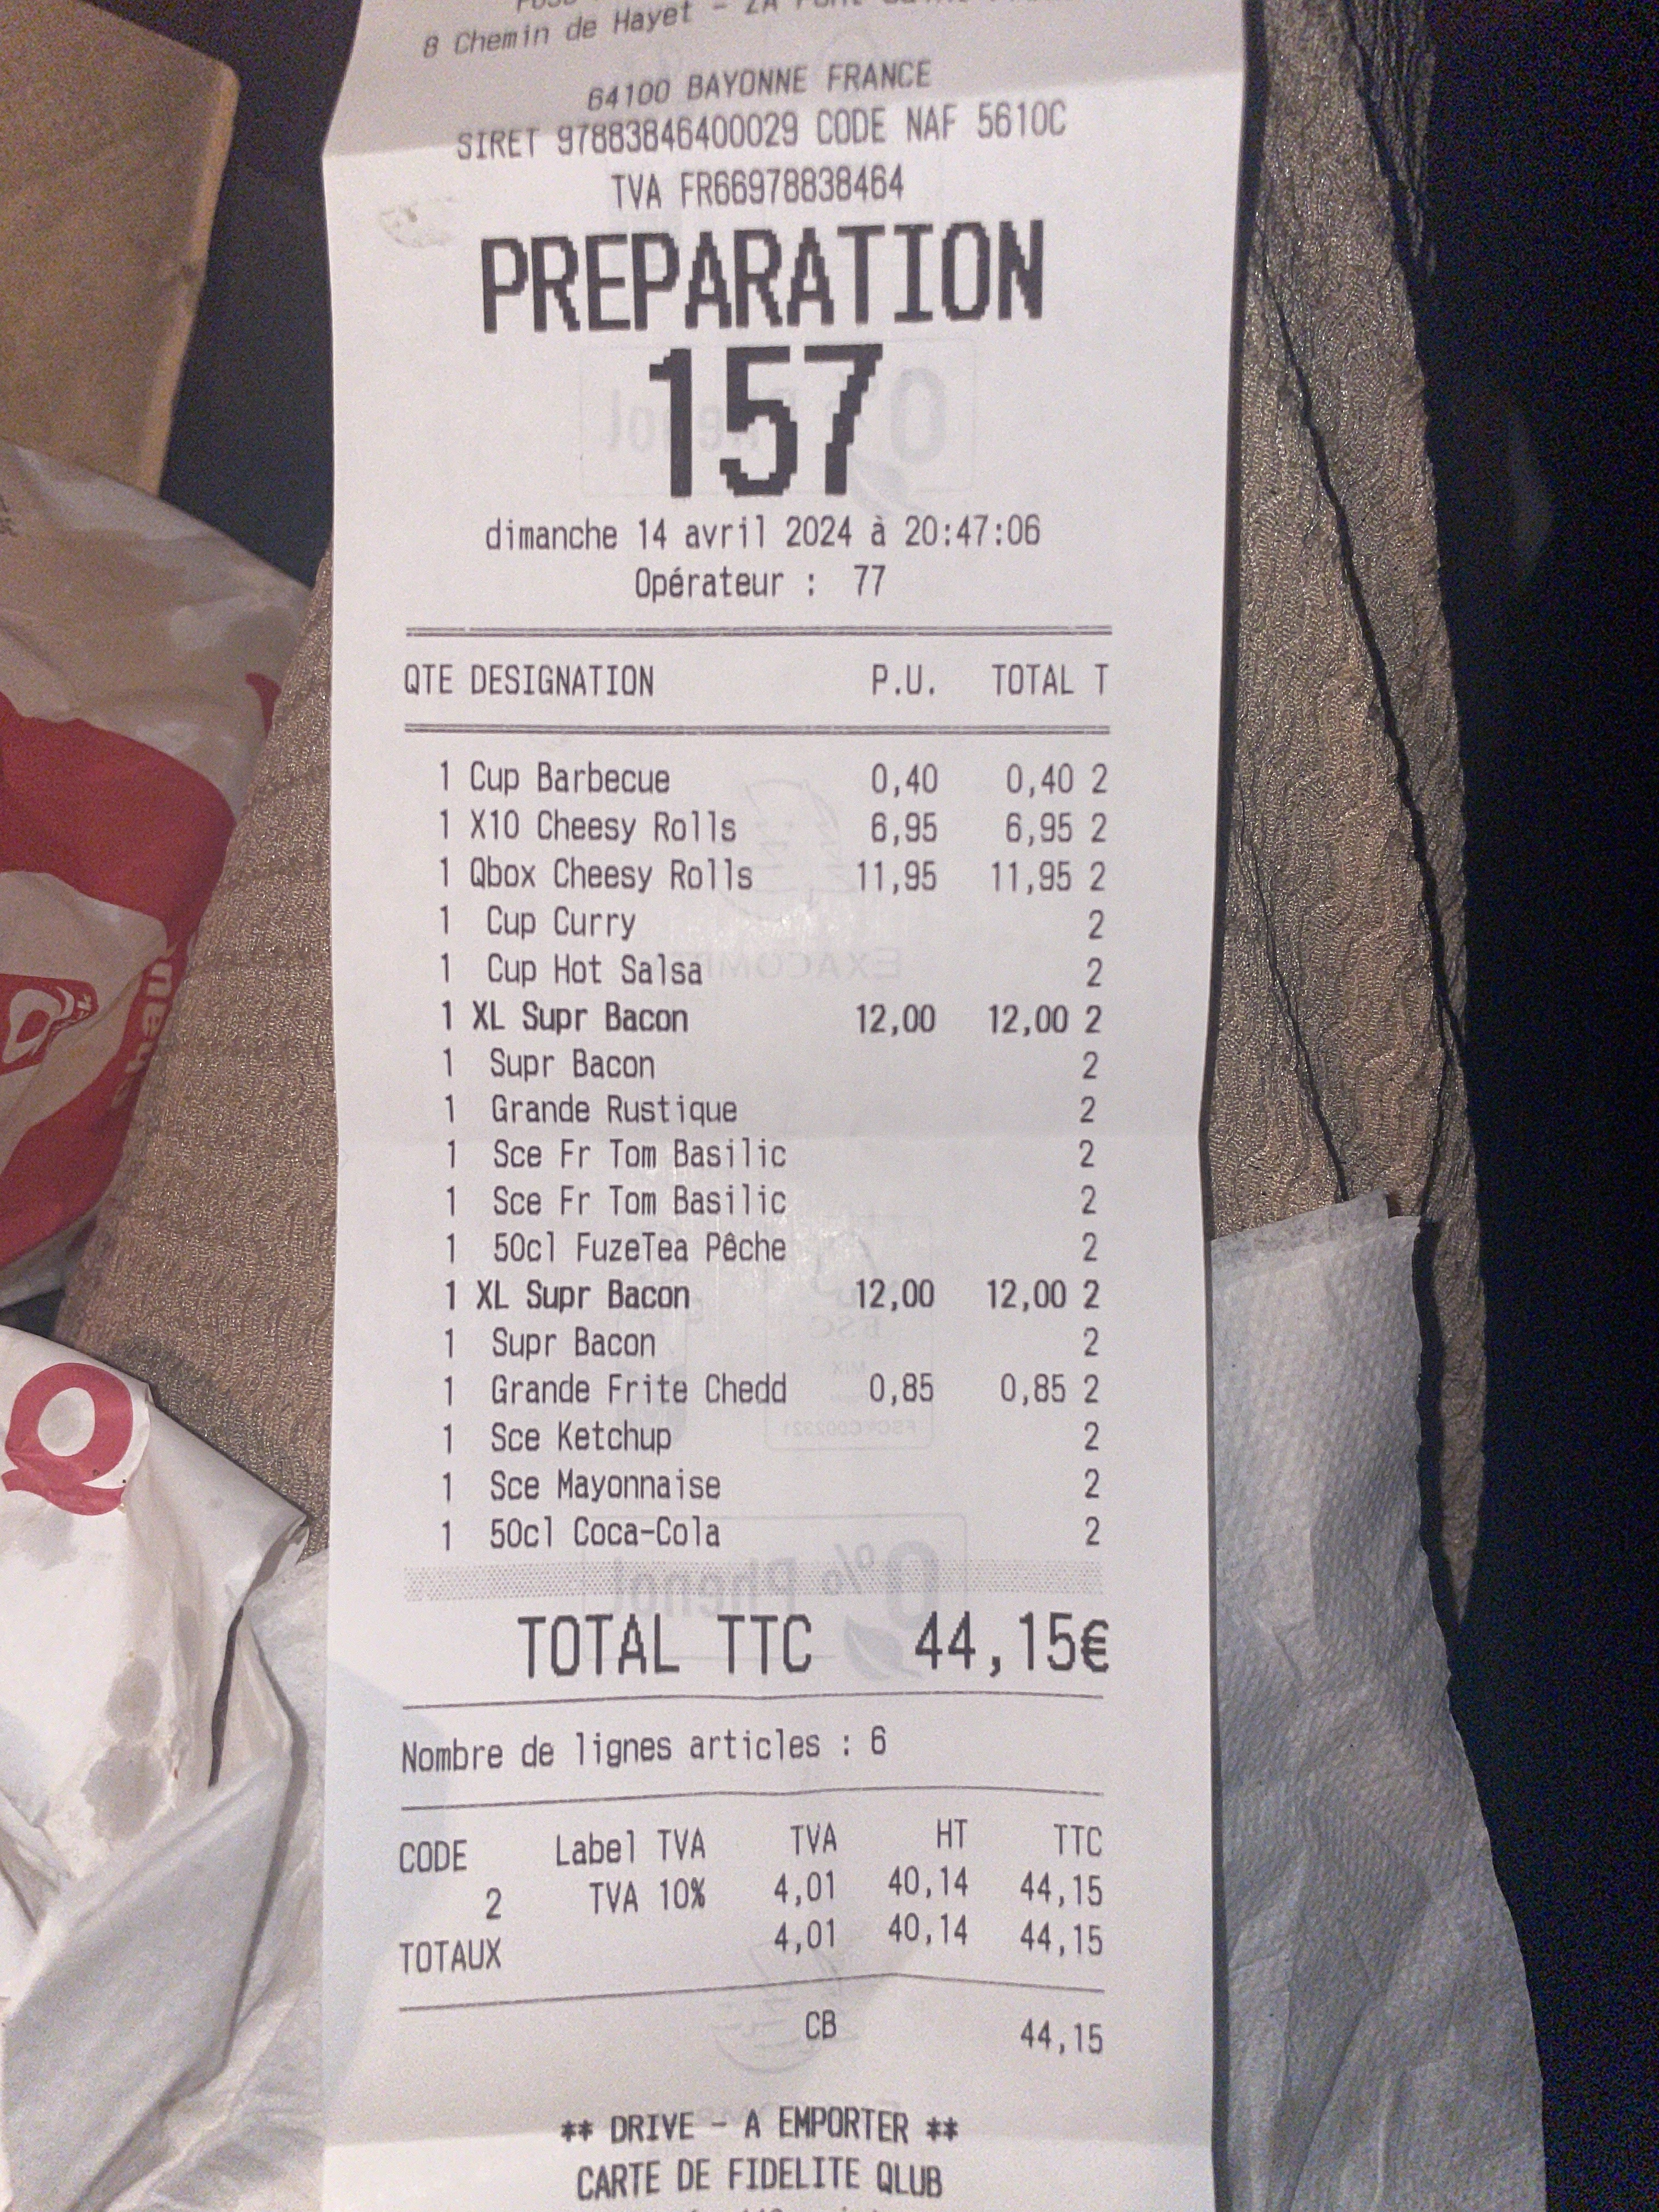 8 Chemin de Hayet - ZA
64100 BAYONNE FRANCE
SIRET 97883846400029 CODE NAF 5610C
TVA FR66978838464
PREPARATION
157
dimanche 14 avril 2024 à 20:47:06
Opérateur : 77
QTE DESIGNATION P.U. TOTAL T
1 Cup Barbecue 0,40 0,40 2
1 X10 Cheesy Rolls 6,95 6,95 2
1 Qbox Cheesy Rolls 11,95 11,95 2
1 Cup Curry 2
1 Cup Hot Salsa 2
1 XL Supr Bacon 12,00 12,00 2
1 Supr Bacon 2
1 Grande Rustique 2
1 Sce Fr Tom Basilic 2
1 Sce Fr Tom Basilic 2
1 50cl FuzeTea Pêche 2
1 XL Supr Bacon 12,00 12,00 2
1 Supr Bacon 2
1 Grande Frite Chedd 0,85 0,85 2
1 Sce Ketchup 2
1 Sce Mayonnaise 2
1 50cl Coca-Cola 2
TOTAL TTC 44,15€
Nombre de lignes articles : 6
CODE Label TVA TVA HT TTC
2 TVA 10% 4,01 40,14 44,15
TOTAUX 4,01 40,14 44,15
CB 44,15
** DRIVE - A EMPORTER **
CARTE DE FIDELITE QLUB
Q